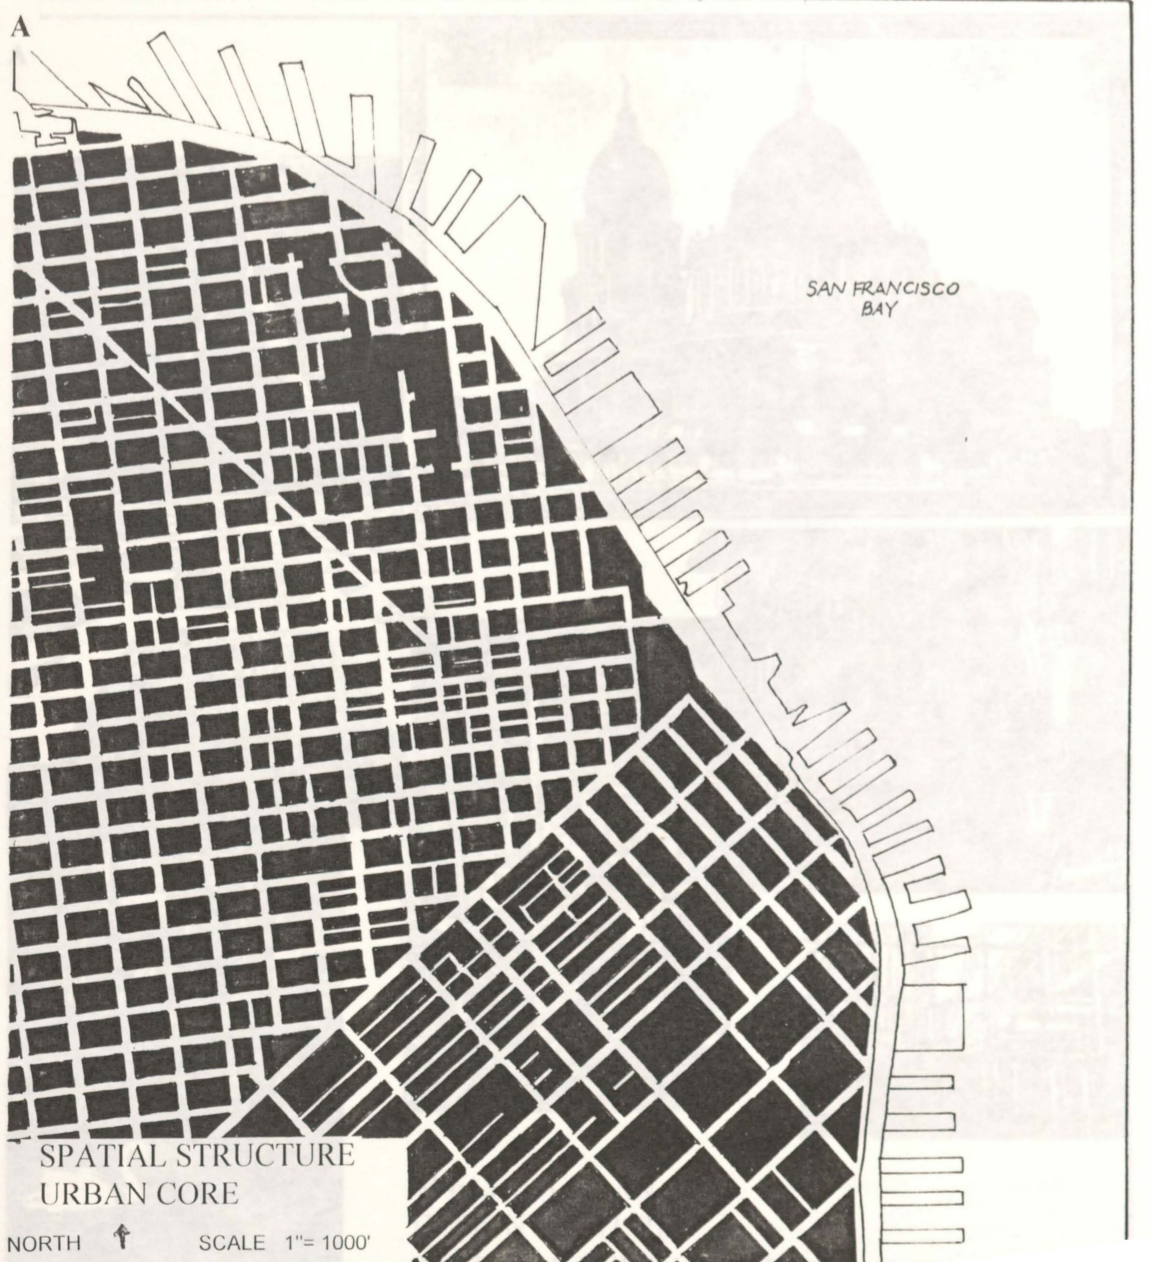 A
SAN FRANCISCO
BAY
SPATIAL STRUCTURE
URBAN CORE
NORTH SCALE 1"= 1000'